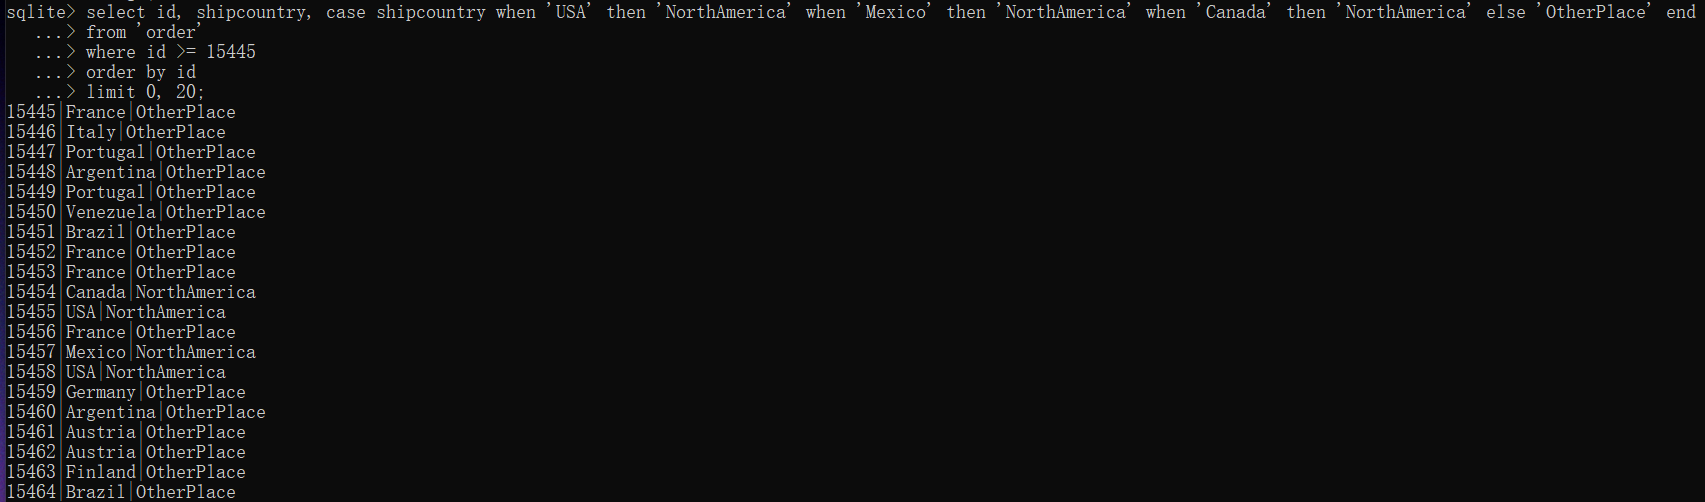 sqlite> select id, shipcountry, case shipcountry when 'USA' then 'NorthAmerica' when 'Mexico' then 'NorthAmerica' when 'Canada' then 'NorthAmerica' else 'OtherPlace' end
...> from 'order'
...> where id >= 15445
...> order by id
...> limit 0, 20;
15445|France|OtherPlace
15446|Italy|OtherPlace
15447|Portugal|OtherPlace
15448|Argentina|OtherPlace
15449|Portugal|OtherPlace
15450|Venezuela|OtherPlace
15451|Brazil|OtherPlace
15452|France|OtherPlace
15453|France|OtherPlace
15454|Canada|NorthAmerica
15455|USA|NorthAmerica
15456|France|OtherPlace
15457|Mexico|NorthAmerica
15458|USA|NorthAmerica
15459|Germany|OtherPlace
15460|Argentina|OtherPlace
15461|Austria|OtherPlace
15462|Austria|OtherPlace
15463|Finland|OtherPlace
15464|Brazil|OtherPlace